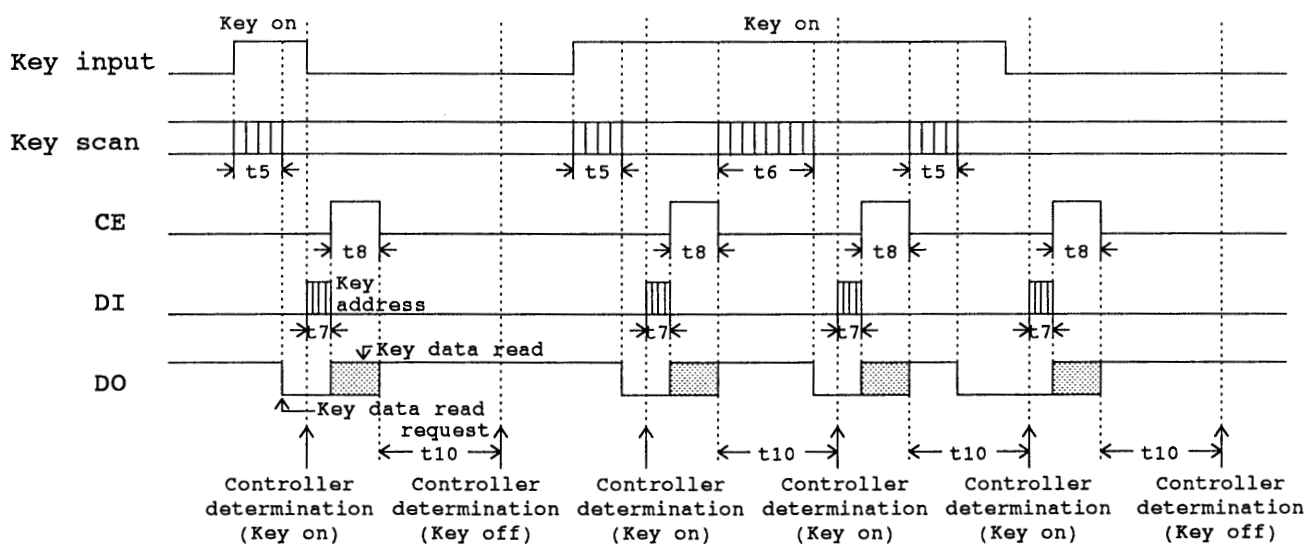 Key on Key on
Key input
Key scan
t5 t5 t6 t5
CE
t8 t8 t8 t8
Key
address
DI
t7 t7 t7 t7
Key data read
DO
Key data read
request
t10 t10 t10 t10
Controller Controller Controller Controller Controller Controller
determination determination determination determination determination determination
(Key on) (Key off) (Key on) (Key on) (Key on) (Key off)